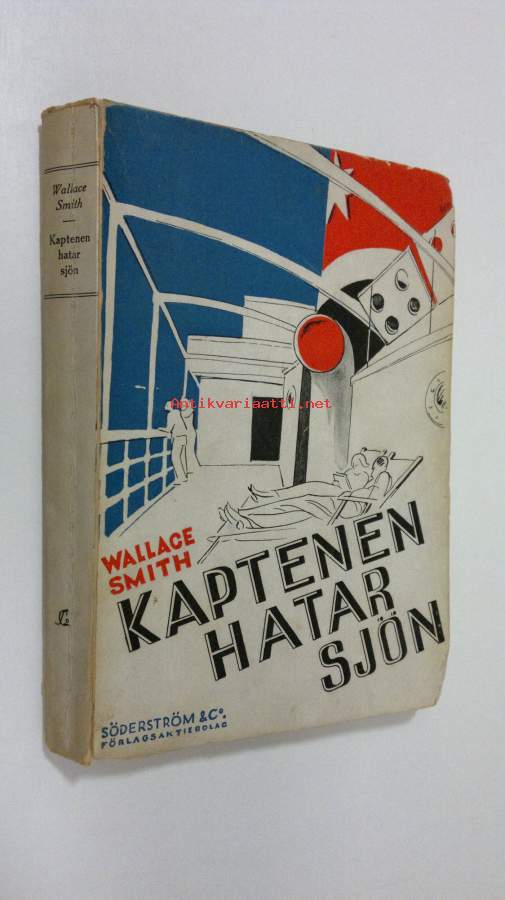 Wallace
Smith
Kaptenen
hatar
sjön
WALLACE
SMITH
KAPTENEN
HATAR
SJÖN
SÖDERSTRÖM & Co.
FÖRLAGSAKTIEBOLAG
Antikvariaatti.net